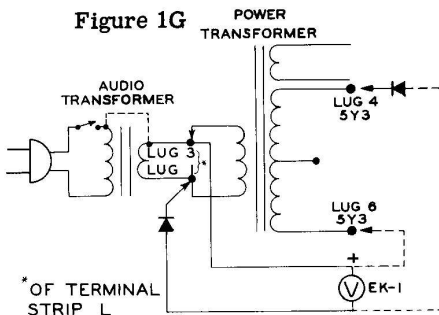 Figure 1G
POWER
TRANSFORMER
AUDIO
TRANSFORMER
LUG 4
5Y3
LUG 3
LUG 1
*
LUG 6
5Y3
+
V
EK-1
*OF TERMINAL
STRIP L